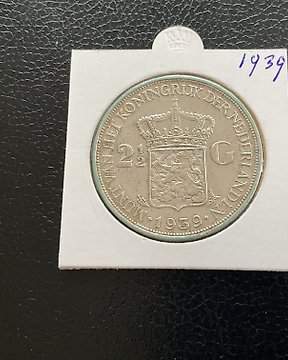 1939
MUNT VAN HET KONINGRIJK DER NEDERLANDEN
2½ G
· 1939 ·